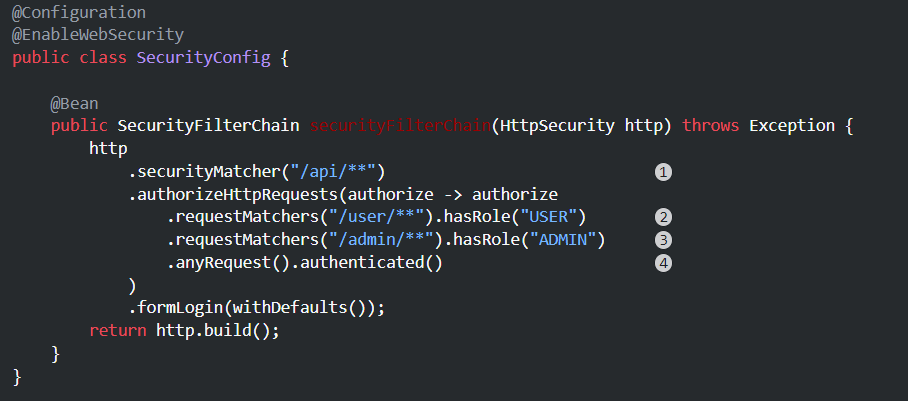 @Configuration
@EnableWebSecurity
public class SecurityConfig {
@Bean
public SecurityFilterChain securityFilterChain(HttpSecurity http) throws Exception {
http
.securityMatcher("/api/**") 1
.authorizeHttpRequests(authorize -> authorize
.requestMatchers("/user/**").hasRole("USER") 2
.requestMatchers("/admin/**").hasRole("ADMIN") 3
.anyRequest().authenticated() 4
)
.formLogin(withDefaults());
return http.build();
}
}